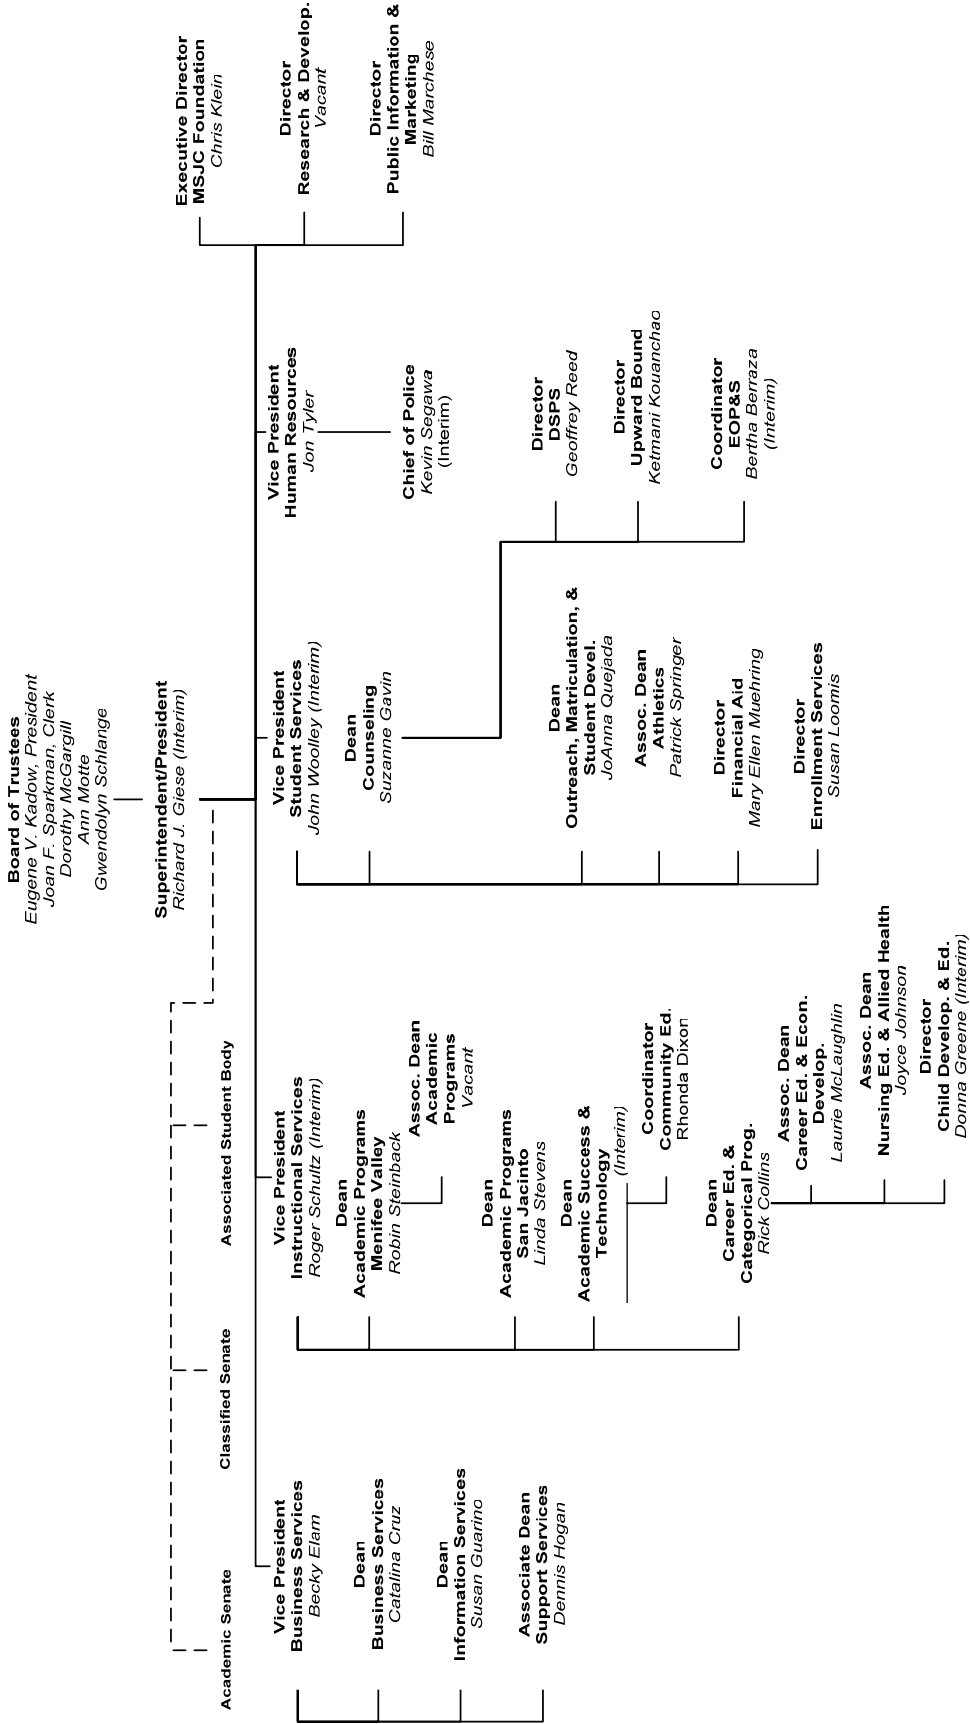 Board of Trustees
Eugene V. Kadow, President
Joan F. Sparkman, Clerk
Dorothy McGargill
Ann Motte
Gwendolyn Schlange
Superintendent/President
Richard J. Giese (Interim)
Academic Senate
Classified Senate
Associated Student Body
Vice President
Business Services
Becky Elam
Dean
Business Services
Catalina Cruz
Dean
Information Services
Susan Guarino
Associate Dean
Support Services
Dennis Hogan
Vice President
Instructional Services
Roger Schultz (Interim)
Dean
Academic Programs
Menifee Valley
Robin Steinback
Assoc. Dean
Academic
Programs
Vacant
Dean
Academic Programs
San Jacinto
Linda Stevens
Dean
Academic Success &
Technology
(Interim)
Coordinator
Community Ed.
Rhonda Dixon
Dean
Career Ed. &
Categorical Prog.
Rick Collins
Assoc. Dean
Career Ed. & Econ.
Develop.
Laurie McLaughlin
Assoc. Dean
Nursing Ed. & Allied Health
Joyce Johnson
Director
Child Develop. & Ed.
Donna Greene (Interim)
Vice President
Student Services
John Woolley (Interim)
Dean
Counseling
Suzanne Gavin
Dean
Outreach, Matriculation, &
Student Devel.
JoAnna Quejada
Assoc. Dean
Athletics
Patrick Springer
Director
Financial Aid
Mary Ellen Muehring
Director
Enrollment Services
Susan Loomis
Director
DSPS
Geoffrey Reed
Director
Upward Bound
Ketmani Kouanchao
Coordinator
EOP&S
Bertha Berraza
(Interim)
Vice President
Human Resources
Jon Tyler
Chief of Police
Kevin Segawa
(Interim)
Executive Director
MSJC Foundation
Chris Klein
Director
Research & Develop.
Vacant
Director
Public Information &
Marketing
Bill Marchese